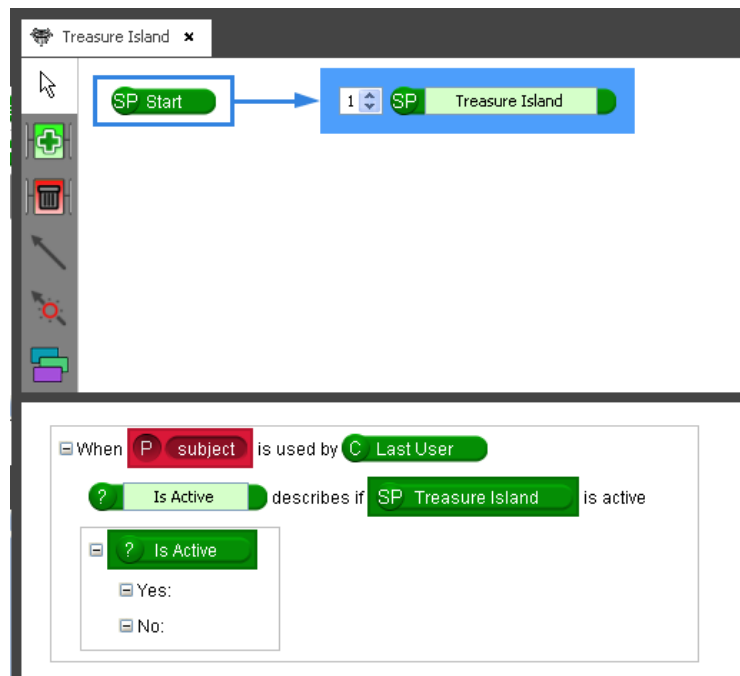 Treasure Island ×
SP Start
1 SP Treasure Island
When P subject is used by C Last User
? Is Active describes if SP Treasure Island is active
? Is Active
Yes:
No: